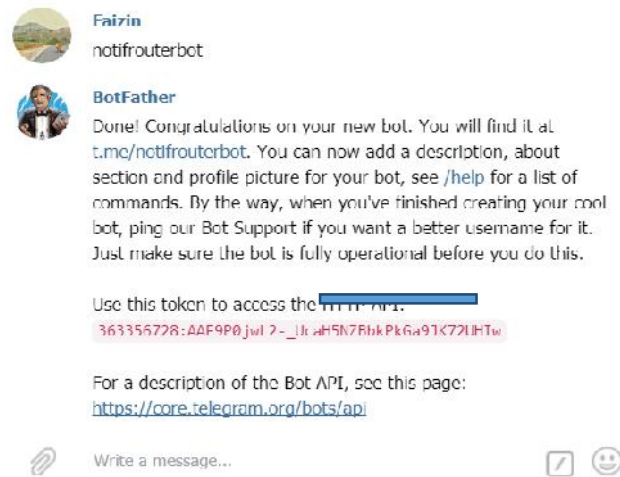 Faizin
notifrouterbot
BotFather
Done! Congratulations on your new bot. You will find it at
t.me/notifrouterbot. You can now add a description, about
section and profile picture for your bot, see /help for a list of
commands. By the way, when you've finished creating your cool
bot, ping our Bot Support if you want a better username for it.
Just make sure the bot is fully operational before you do this.
Use this token to access the
For a description of the Bot API, see this page:
https://core.telegram.org/bots/api
Write a message...